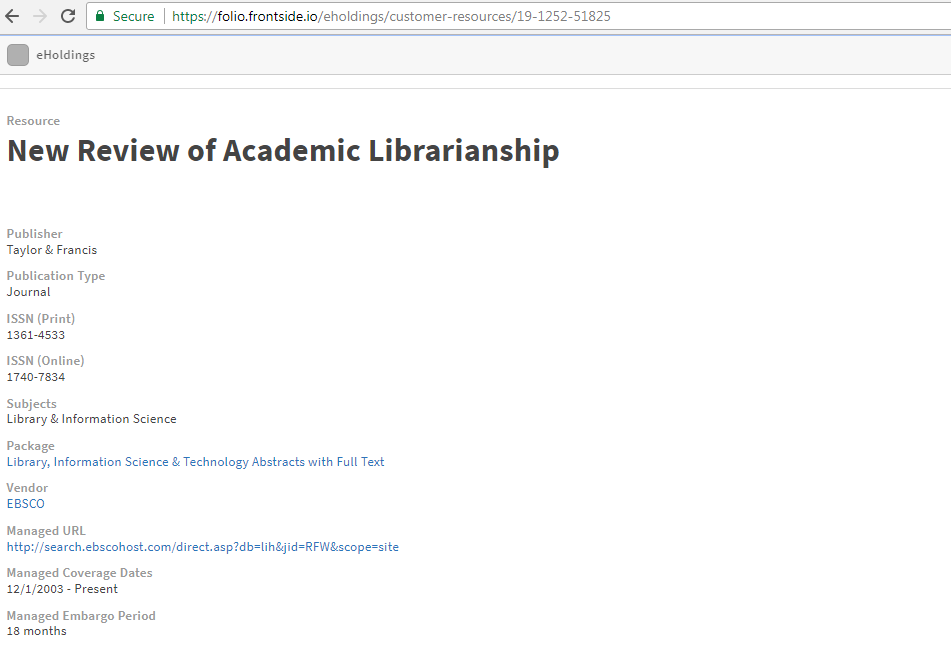 Secure https://folio.frontside.io/eholdings/customer-resources/19-1252-51825
eHoldings
Resource
New Review of Academic Librarianship
Publisher
Taylor & Francis
Publication Type
Journal
ISSN (Print)
1361-4533
ISSN (Online)
1740-7834
Subjects
Library & Information Science
Package
Library, Information Science & Technology Abstracts with Full Text
Vendor
EBSCO
Managed URL
http://search.ebscohost.com/direct.asp?db=lih&jid=RFW&scope=site
Managed Coverage Dates
12/1/2003 - Present
Managed Embargo Period
18 months